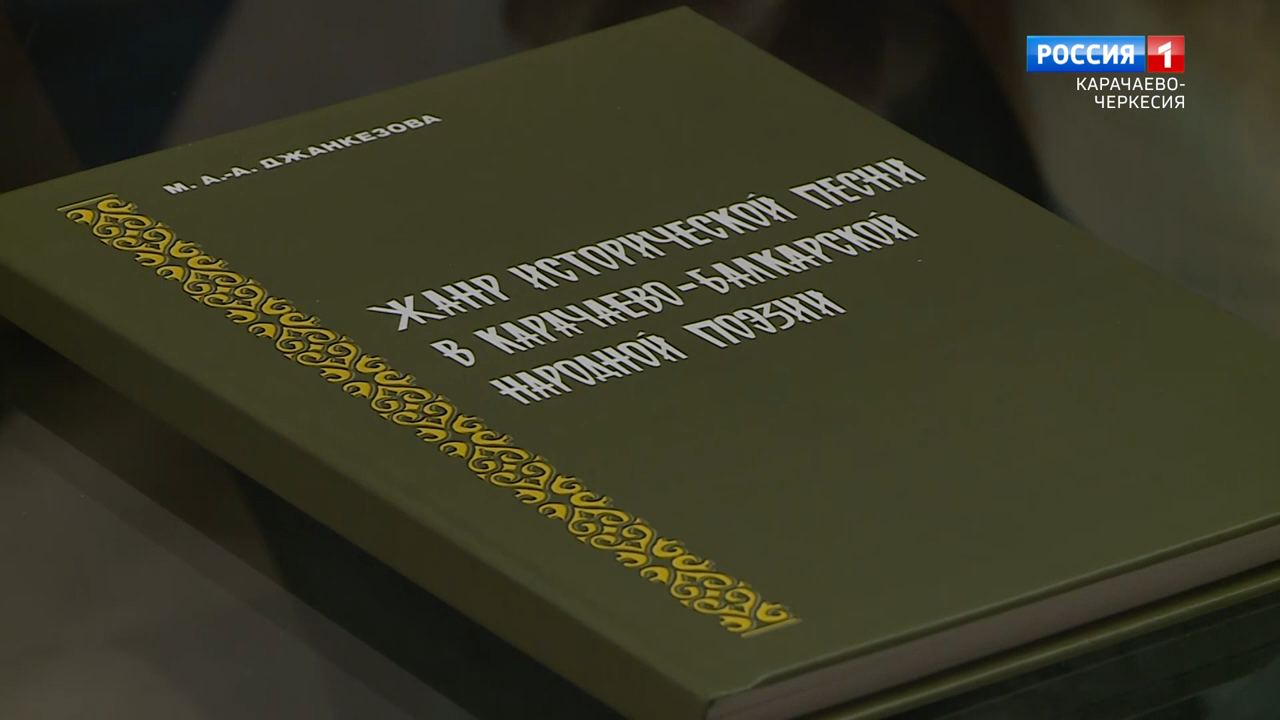 РОССИЯ 1
КАРАЧАЕВО-
ЧЕРКЕСИЯ
М. А.-А. ДЖАНКЕЗОВА
ЖАНР ИСТОРИЧЕСКОЙ ПЕСНИ
В КАРАЧАЕВО-БАЛКАРСКОЙ
НАРОДНОЙ ПОЭЗИИ